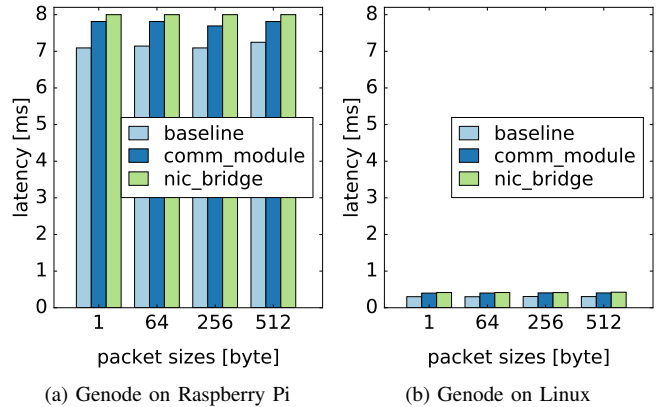 8
7
6
5
4
3
2
1
0
latency [ms]
baseline
comm_module
nic_bridge
1 64 256 512
packet sizes [byte]
(a) Genode on Raspberry Pi
8
7
6
5
4
3
2
1
0
latency [ms]
baseline
comm_module
nic_bridge
1 64 256 512
packet sizes [byte]
(b) Genode on Linux